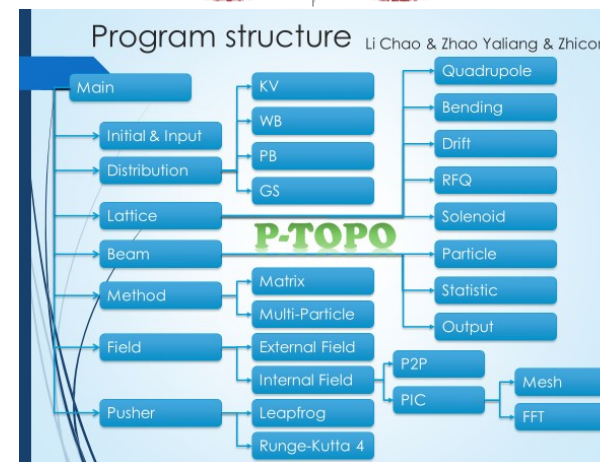 Program structure
Li Chao & Zhao Yaliang &
Main
Initial & Input
Distribution
KV
WB
PB
GS
Lattice
Quadrupole
Bending
Drift
RFQ
Solenoid
P-TOPO
Beam
Particle
Statistic
Output
Method
Matrix
Multi-Particle
Field
External Field
Internal Field
P2P
PIC
Mesh
FFT
Pusher
Leapfrog
Runge-Kutta 4